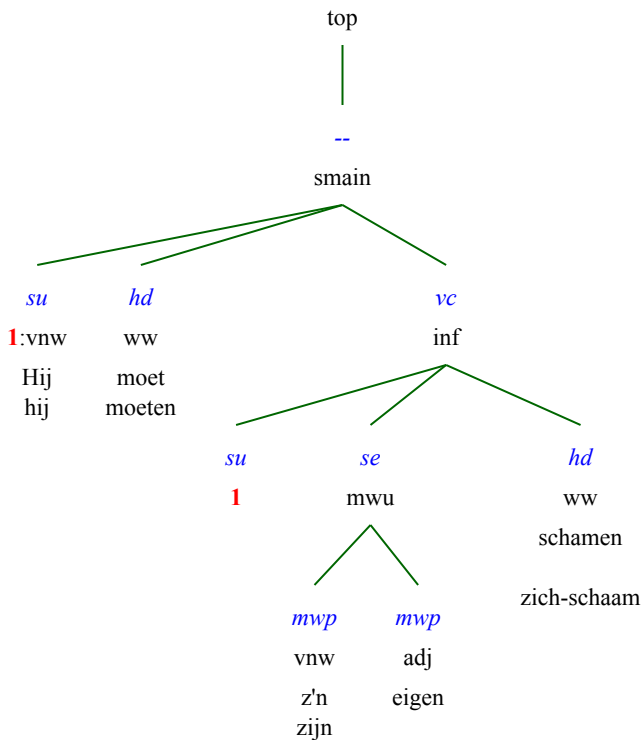 top
--
smain
su hd vc
1:vnw ww inf
Hij moet
hij moeten
su se hd
1 mwu ww
schamen
zich-schaam
mwp mwp
vnw adj
z'n eigen
zijn